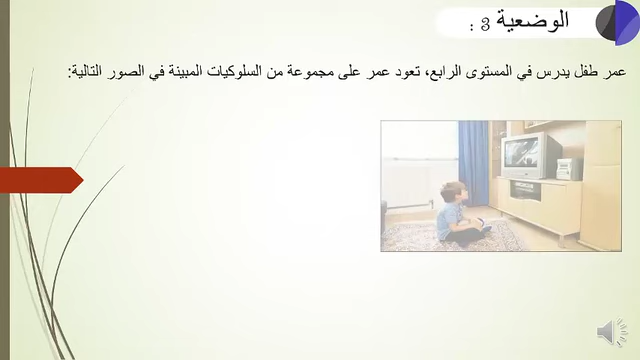 الوضعية 3 :
عمر طفل يدرس في المستوى الرابع، تعود عمر على مجموعة من السلوكيات المبينة في الصور التالية: